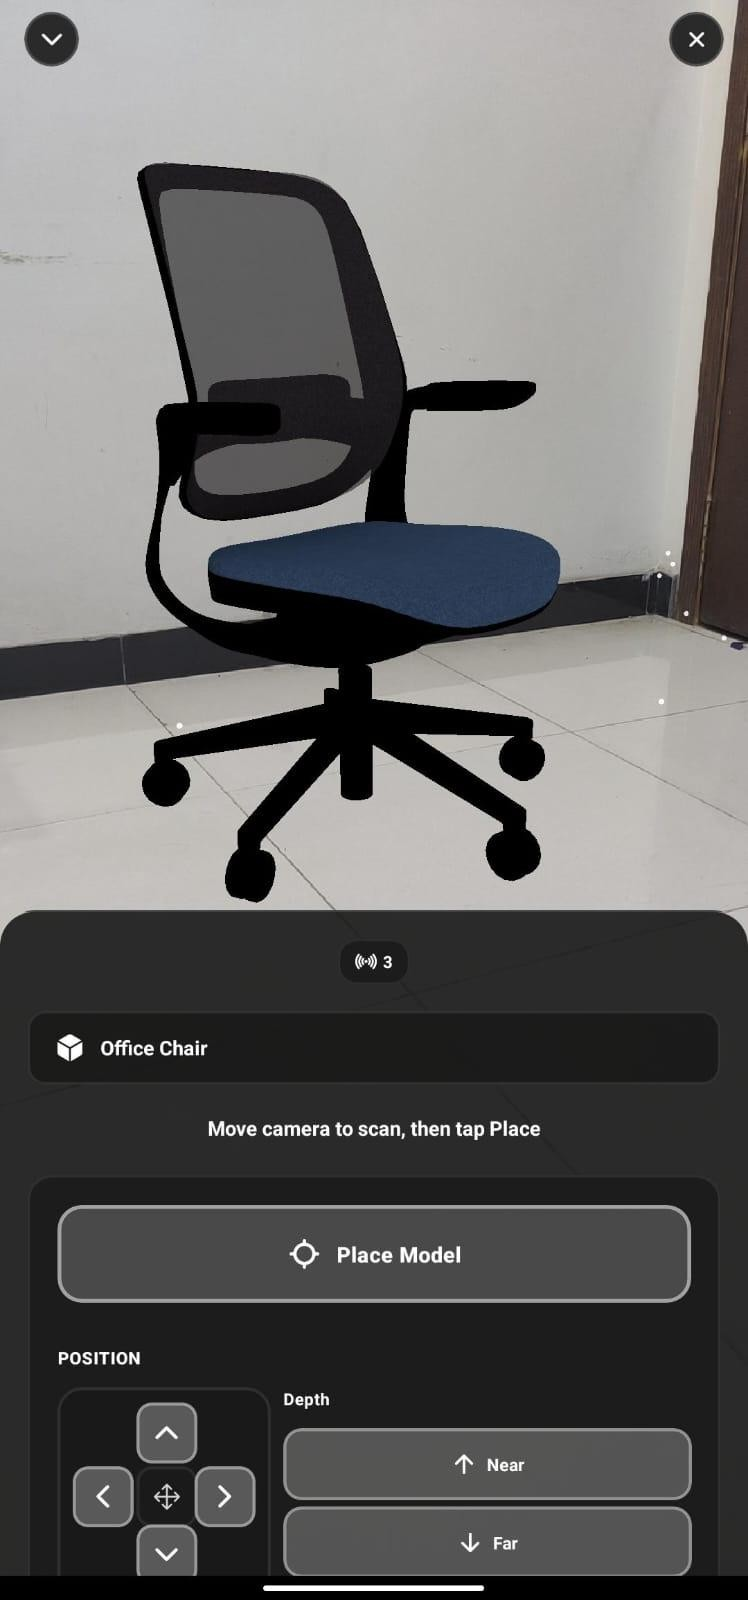 3
Office Chair
Move camera to scan, then tap Place
Place Model
POSITION
Depth
Near
Far